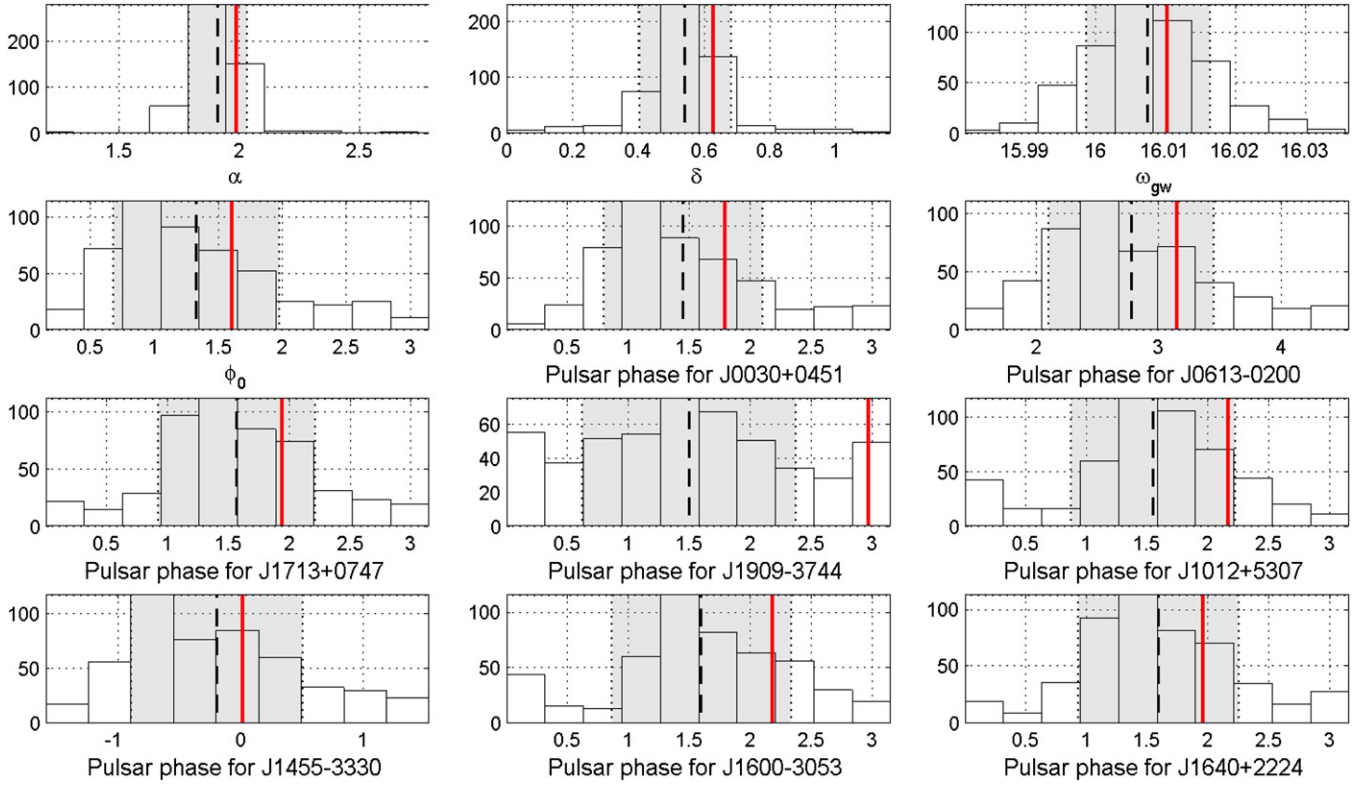 200
100
0
1.5 2 2.5
α
200
100
0
0 0.2 0.4 0.6 0.8 1
δ
100
50
0
15.99 16 16.01 16.02 16.03
ω_gw
100
50
0
0.5 1 1.5 2 2.5 3
ϕ_0
100
50
0
0.5 1 1.5 2 2.5 3
Pulsar phase for J0030+0451
100
50
0
2 3 4
Pulsar phase for J0613-0200
100
50
0
0.5 1 1.5 2 2.5 3
Pulsar phase for J1713+0747
60
40
20
0
0.5 1 1.5 2 2.5 3
Pulsar phase for J1909-3744
100
50
0
0.5 1 1.5 2 2.5 3
Pulsar phase for J1012+5307
100
50
0
-1 0 1
Pulsar phase for J1455-3330
100
50
0
0.5 1 1.5 2 2.5 3
Pulsar phase for J1600-3053
100
50
0
0.5 1 1.5 2 2.5 3
Pulsar phase for J1640+2224